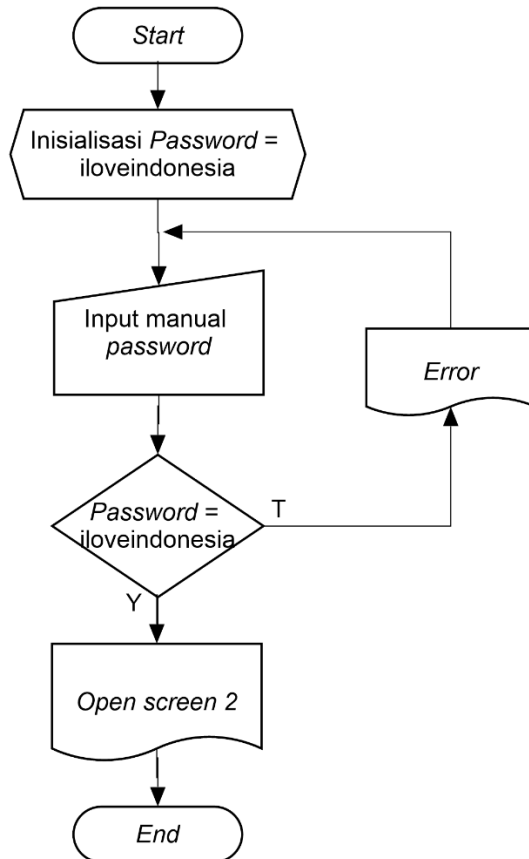 Start
Inisialisasi Password =
iloveindonesia
Input manual
password
Error
Password =
iloveindonesia
T
Y
Open screen 2
End